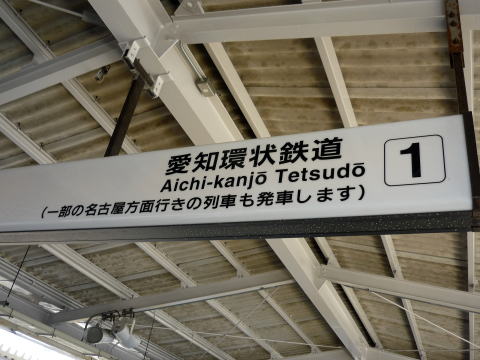 愛知環状鉄道
Aichi-kanjō Tetsudō
1
(一部の名古屋方面行きの列車も発車します)